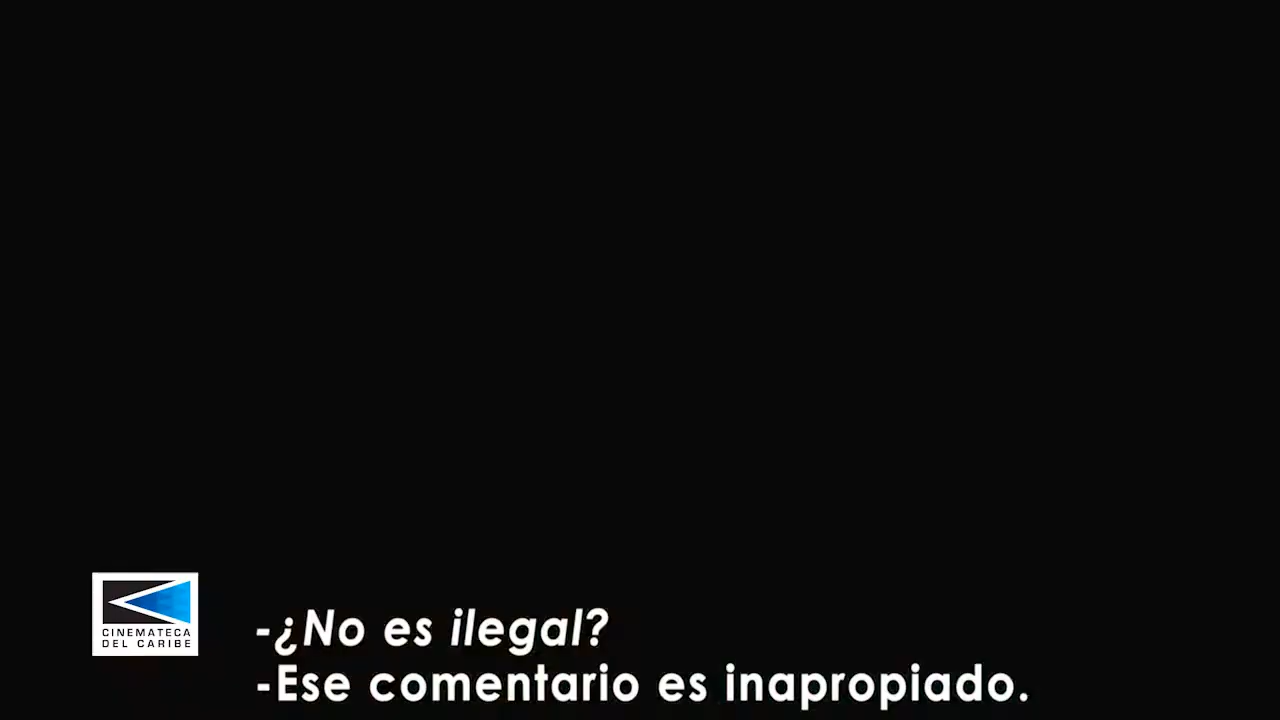 CINEMATECA
DEL CARIBE
-¿No es ilegal?
-Ese comentario es inapropiado.